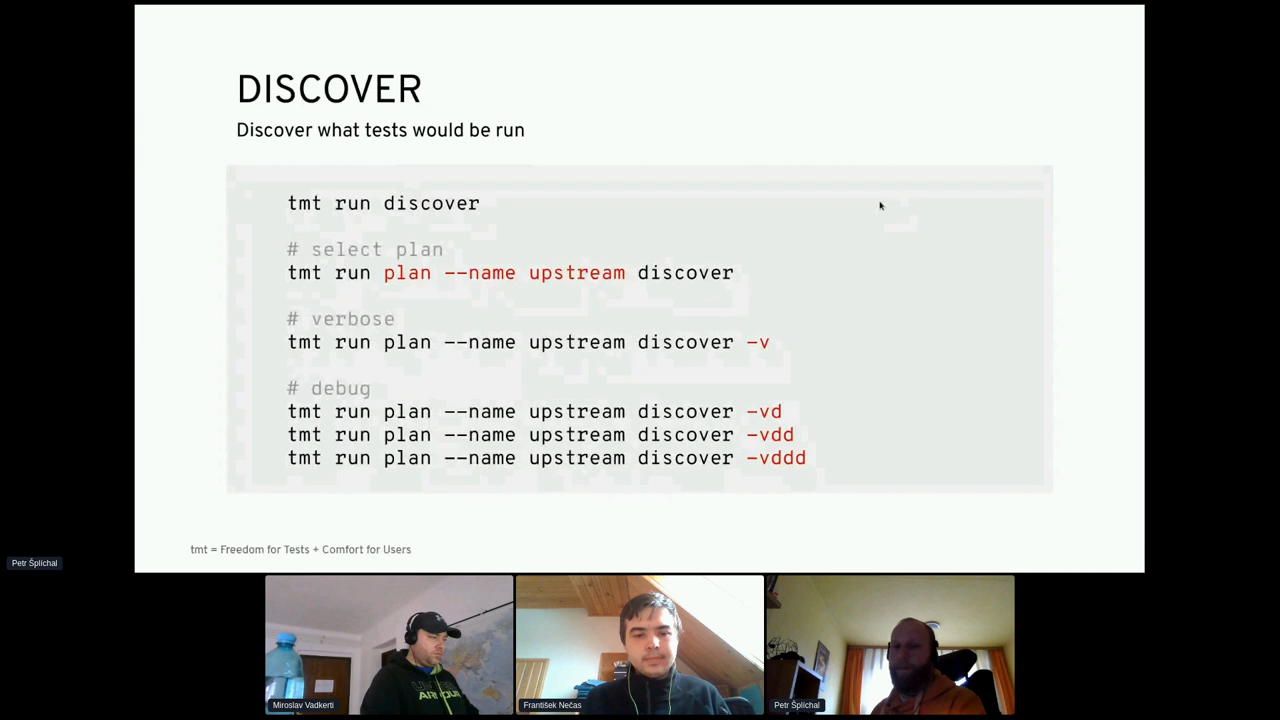 DISCOVER
Discover what tests would be run
tmt run discover
# select plan
tmt run plan --name upstream discover
# verbose
tmt run plan --name upstream discover -v
# debug
tmt run plan --name upstream discover -vd
tmt run plan --name upstream discover -vdd
tmt run plan --name upstream discover -vddd
tmt = Freedom for Tests + Comfort for Users
Petr Šplíchal
UNDER
ARMOUR
Miroslav Vadkerti
František Nečas
Petr Šplíchal